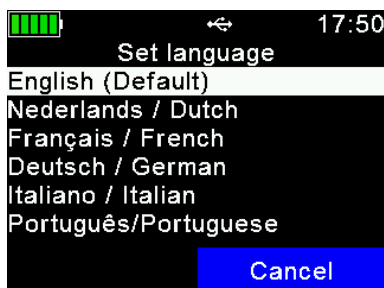 17:50
Set language
English (Default)
Nederlands / Dutch
Français / French
Deutsch / German
Italiano / Italian
Português/Portuguese
Cancel